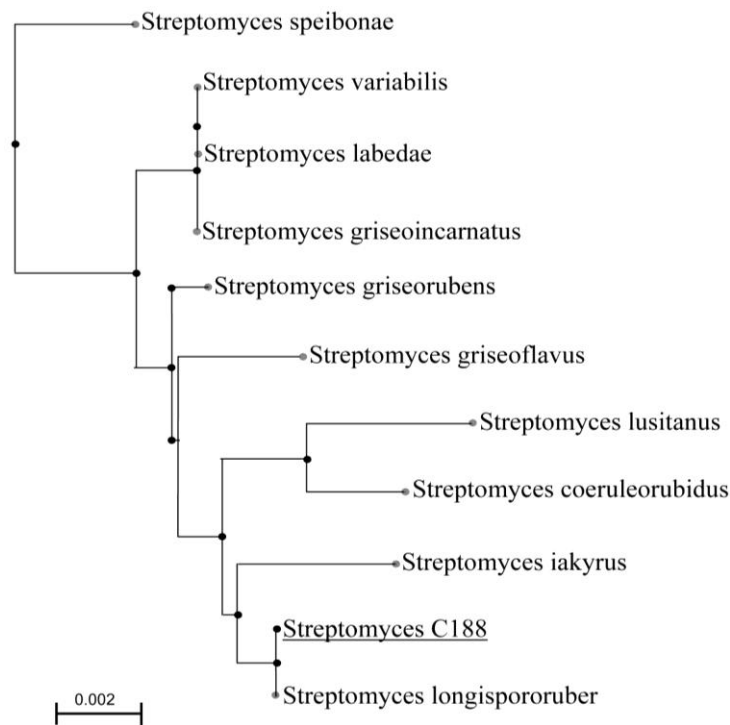 Streptomyces speibonae
Streptomyces variabilis
Streptomyces labedae
Streptomyces griseoincarnatus
Streptomyces griseorubens
Streptomyces griseoflavus
Streptomyces lusitanus
Streptomyces coeruleorubidus
Streptomyces iakyrus
Streptomyces C188
Streptomyces longispororuber
0.002